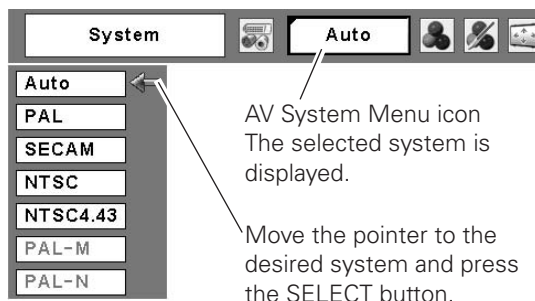 System
Auto
Auto
PAL
SECAM
NTSC
NTSC4.43
PAL-M
PAL-N
AV System Menu icon
The selected system is
displayed.
Move the pointer to the
desired system and press
the SELECT button.